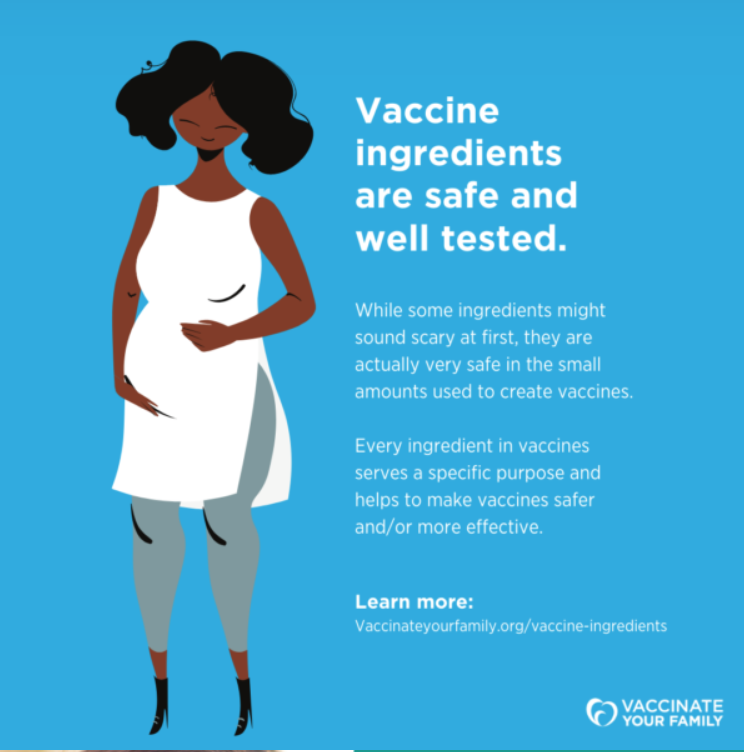 Vaccine
ingredients
are safe and
well tested.
While some ingredients might
sound scary at first, they are
actually very safe in the small
amounts used to create vaccines.
Every ingredient in vaccines
serves a specific purpose and
helps to make vaccines safer
and/or more effective.
Learn more:
Vaccinateyourfamily.org/vaccine-ingredients
VACCINATE
YOUR FAMILY